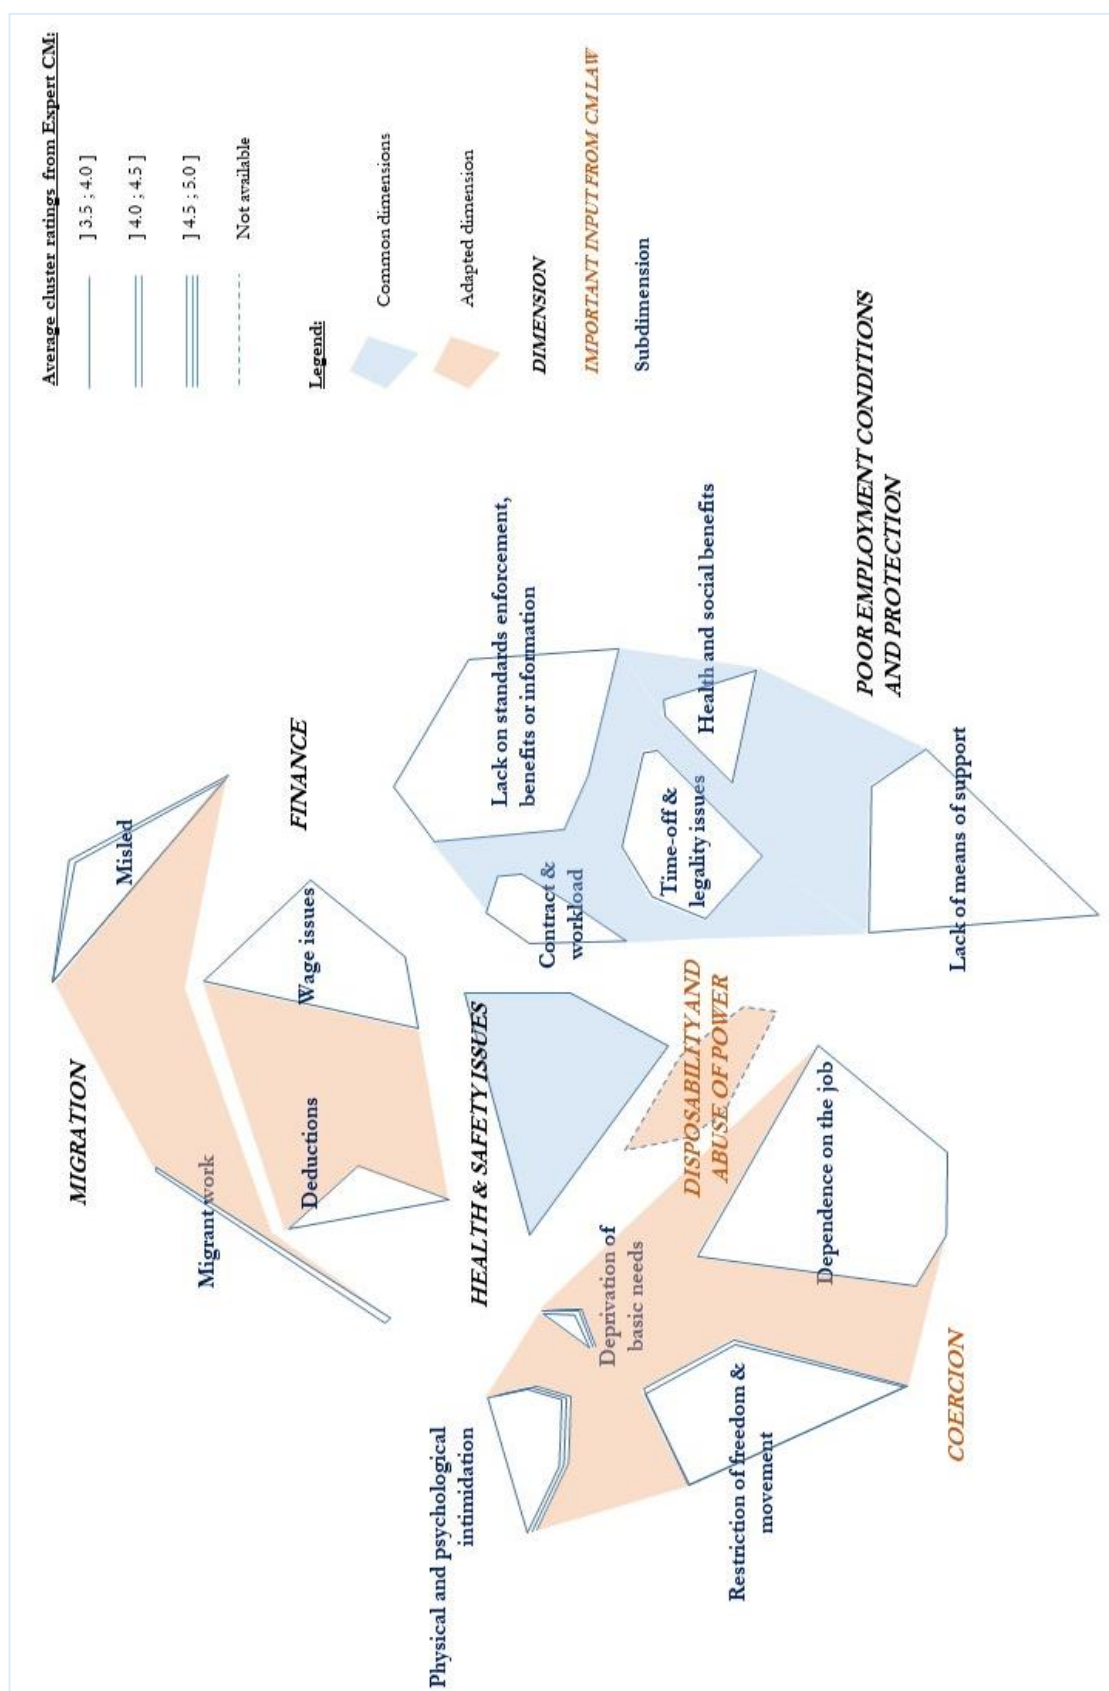 Average cluster ratings from Expert CM:
] 3.5 ; 4.0 ]
] 4.0 ; 4.5 ]
] 4.5 ; 5.0 ]
Not available
Legend:
Common dimensions
Adapted dimension
DIMENSION
IMPORTANT INPUT FROM CM LAW
Subdimension
MIGRATION
Misled
Migrant work
FINANCE
Wage issues
Deductions
HEALTH & SAFETY ISSUES
Lack on standards enforcement,
benefits or information
Contract &
workload
Time-off &
legality issues
Health and social benefits
Lack of means of support
POOR EMPLOYMENT CONDITIONS
AND PROTECTION
DISPOSABILITY AND
ABUSE OF POWER
Physical and psychological
intimidation
Deprivation of
basic needs
Restriction of freedom &
movement
Dependence on the job
COERCION